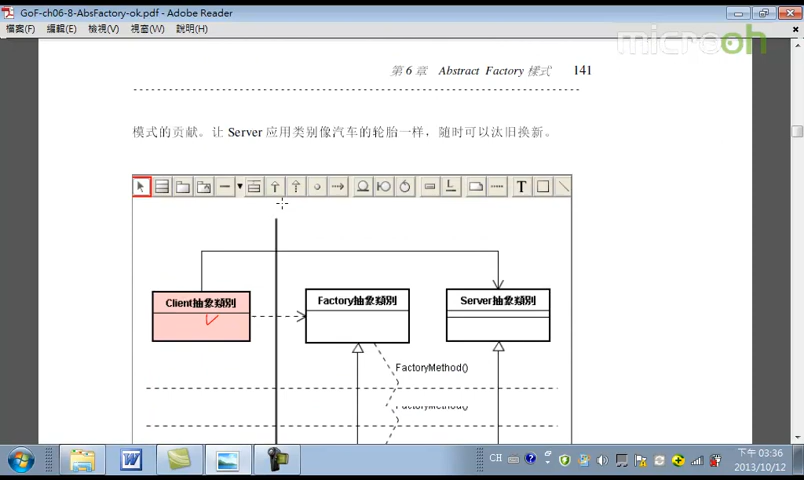 GoF-ch06-8-AbsFactory-ok.pdf - Adobe Reader
檔案(F) 編輯(E) 檢視(V) 視窗(W) 說明(H)
microoh
第 6 章 Abstract Factory 樣式 141
模式的贡献。让 Server 应用类别像汽车的轮胎一样，随时可以汰旧换新。
T
Client抽象類別
Factory抽象類別
Server抽象類別
FactoryMethod()
FactoryMethod()
CH
下午 03:36
2013/10/12